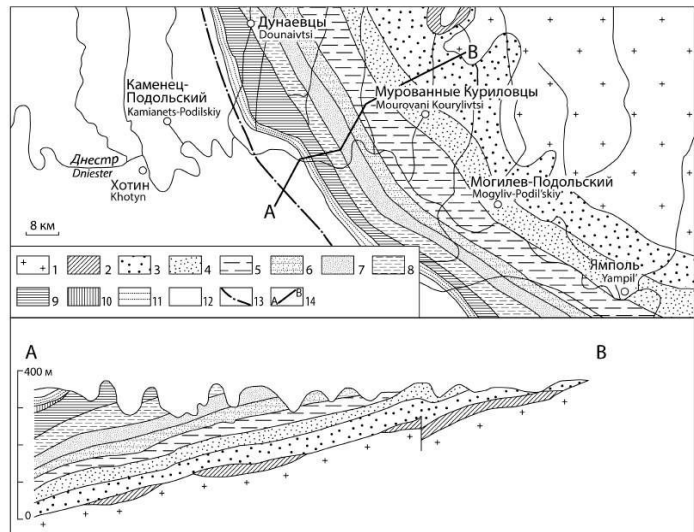 Дунаевцы
Dounaivtsi
В
Каменец-
Подольский
Kamianets-Podilskiy
Мурованные Куриловцы
Mourovani Kourylivtsi
Днестр
Dniester
Хотин
Khotyn
Могилев-Подольский
Mogyliv-Podil'skiy
А
8 км
Ямполь
Yampil'
1 2 3 4 5 6 7 8
9 10 11 12 13 А В 14
А В
400 м
0